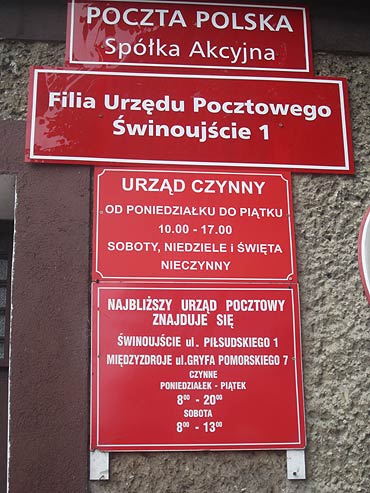 POCZTA POLSKA
Spółka Akcyjna
Filia Urzędu Pocztowego
Świnoujście 1
URZĄD CZYNNY
OD PONIEDZIAŁKU DO PIĄTKU
10.00 - 17.00
SOBOTY, NIEDZIELE i ŚWIĘTA
NIECZYNNY
NAJBLIŻSZY URZĄD POCZTOWY
ZNAJDUJE SIĘ
ŚWINOUJŚCIE ul. PIŁSUDSKIEGO 1
MIĘDZYZDROJE ul.GRYFA POMORSKIEGO 7
CZYNNE
PONIEDZIAŁEK - PIĄTEK
8⁰⁰ - 20⁰⁰
SOBOTA
8⁰⁰ - 13⁰⁰